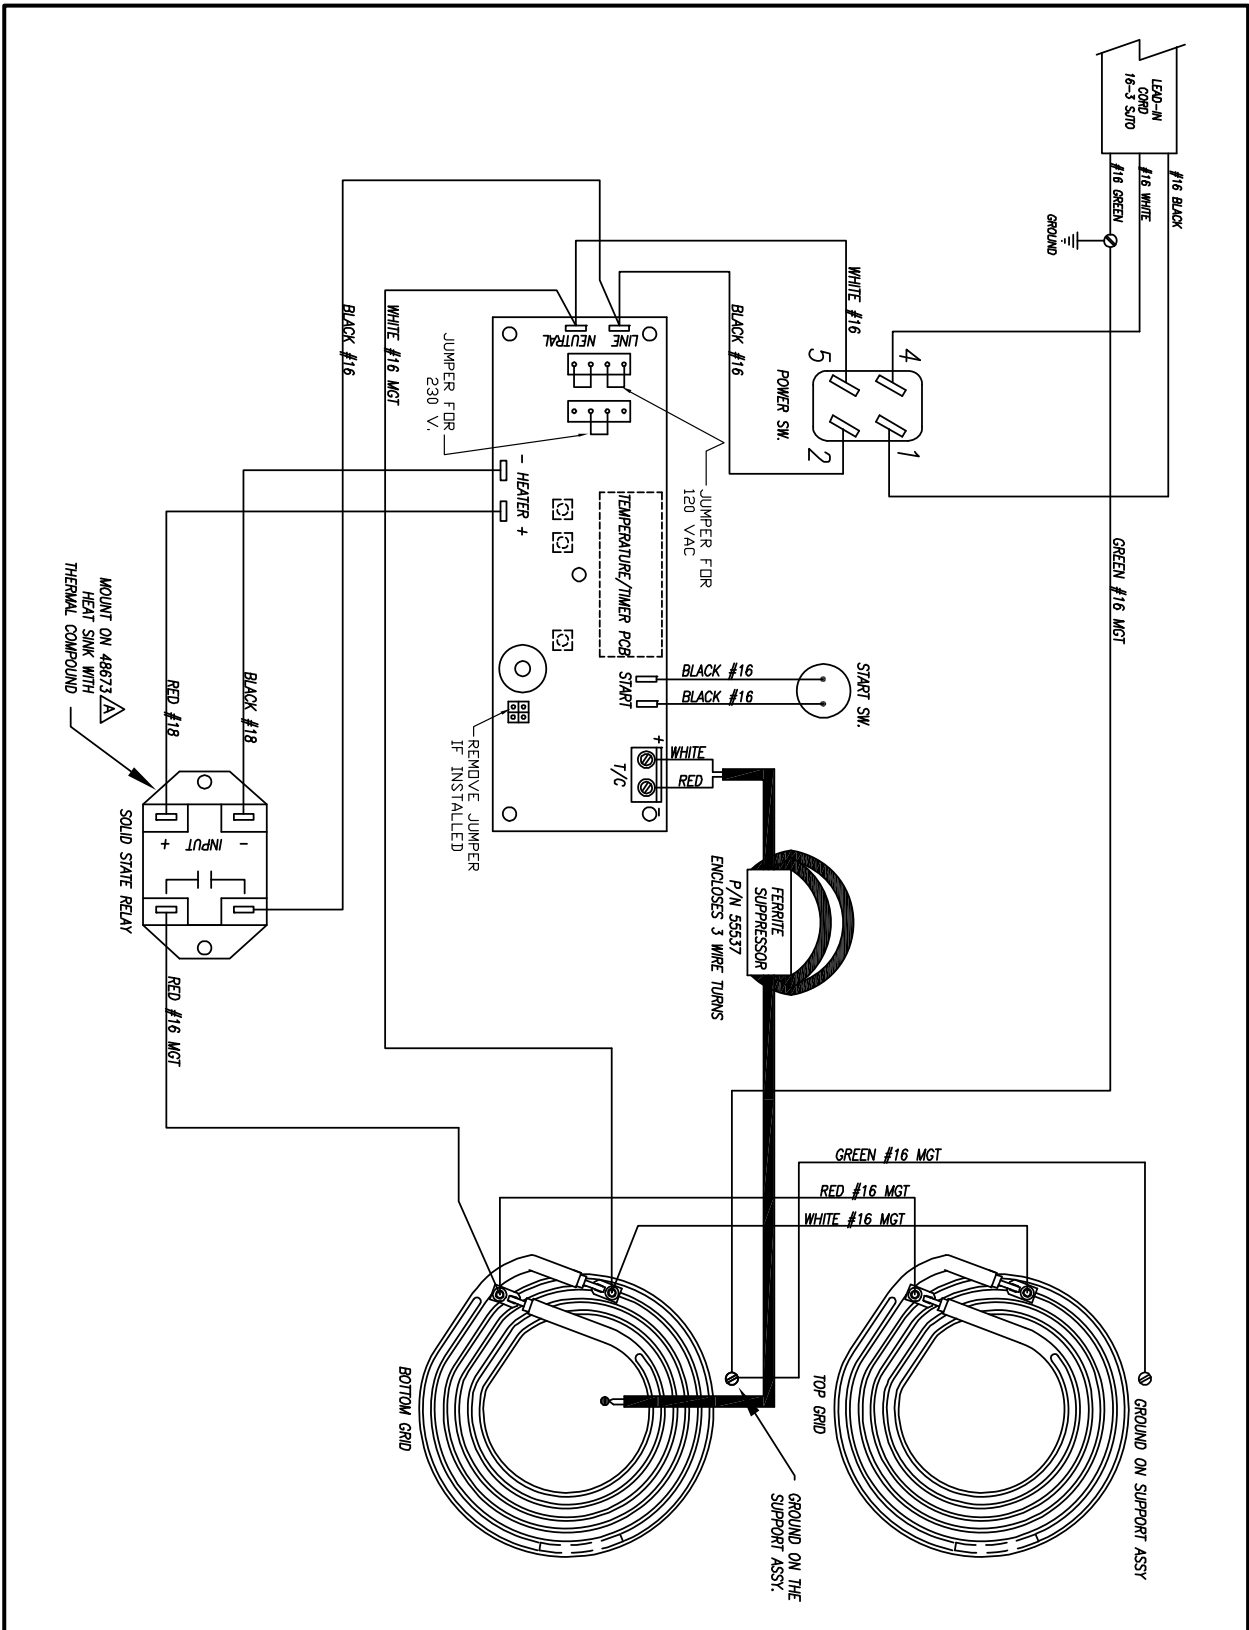 LEAD-IN
CORD
16-3 SJTO
#16 BLACK
#16 WHITE
#16 GREEN
GROUND
GREEN #16 MGT
4
1
5
2
POWER SW.
WHITE #16
BLACK #16
BLACK #16
WHITE #16 MGT
LINE
NEUTRAL
JUMPER FOR
120 VAC
JUMPER FOR
230 V.
- HEATER +
TEMPERATURE/TIMER PCB
START
BLACK #16
BLACK #16
START SW.
+
T/C
-
WHITE
RED
REMOVE JUMPER
IF INSTALLED
FERRITE
SUPPRESSOR
P/N 55537
ENCLOSES 3 WIRE TURNS
BLACK #18
RED #18
MOUNT ON 48673 A
HEAT SINK WITH
THERMAL COMPOUND
- INPUT +
SOLID STATE RELAY
RED #16 MGT
GREEN #16 MGT
RED #16 MGT
WHITE #16 MGT
TOP GRID
BOTTOM GRID
GROUND ON SUPPORT ASSY
GROUND ON THE
SUPPORT ASSY.